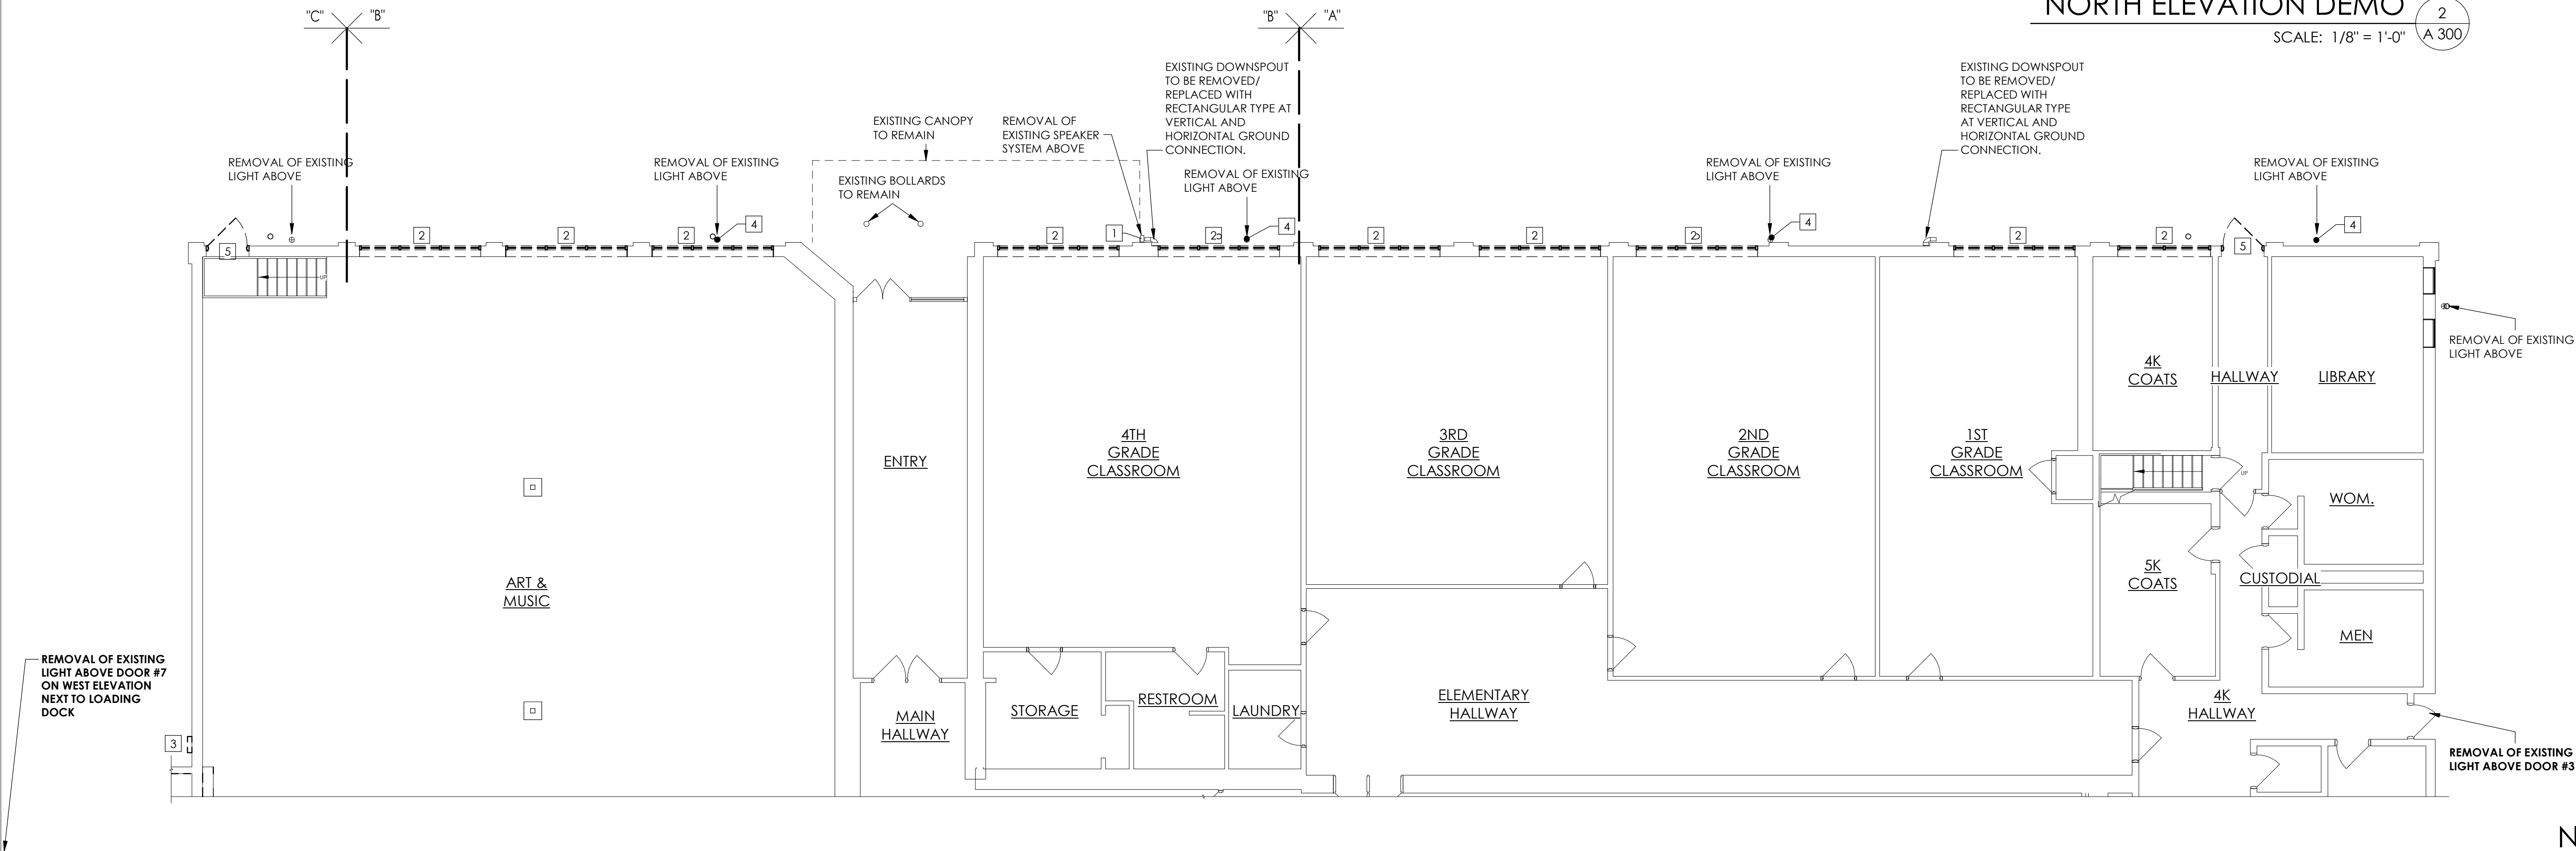 NORTH ELEVATION DEMO
2
A 300
SCALE: 1/8" = 1'-0"
"C"
"B"
"B"
"A"
EXISTING DOWNSPOUT
TO BE REMOVED/
REPLACED WITH
RECTANGULAR TYPE AT
VERTICAL AND
HORIZONTAL GROUND
CONNECTION.
EXISTING DOWNSPOUT
TO BE REMOVED/
REPLACED WITH
RECTANGULAR TYPE
AT VERTICAL AND
HORIZONTAL GROUND
CONNECTION.
EXISTING CANOPY
TO REMAIN
REMOVAL OF
EXISTING SPEAKER
SYSTEM ABOVE
REMOVAL OF EXISTING
LIGHT ABOVE
REMOVAL OF EXISTING
LIGHT ABOVE
EXISTING BOLLARDS
TO REMAIN
REMOVAL OF EXISTING
LIGHT ABOVE
REMOVAL OF EXISTING
LIGHT ABOVE
REMOVAL OF EXISTING
LIGHT ABOVE
5
2
2
2
4
2
1
2
4
2
2
2
4
2
2
5
4
UP
REMOVAL OF EXISTING
LIGHT ABOVE
4K
COATS
HALLWAY
LIBRARY
ENTRY
4TH
GRADE
CLASSROOM
3RD
GRADE
CLASSROOM
2ND
GRADE
CLASSROOM
1ST
GRADE
CLASSROOM
UP
WOM.
ART &
MUSIC
5K
COATS
CUSTODIAL
MEN
REMOVAL OF EXISTING
LIGHT ABOVE DOOR #7
ON WEST ELEVATION
NEXT TO LOADING
DOCK
3
MAIN
HALLWAY
STORAGE
RESTROOM
LAUNDRY
ELEMENTARY
HALLWAY
4K
HALLWAY
REMOVAL OF EXISTING
LIGHT ABOVE DOOR #3
N